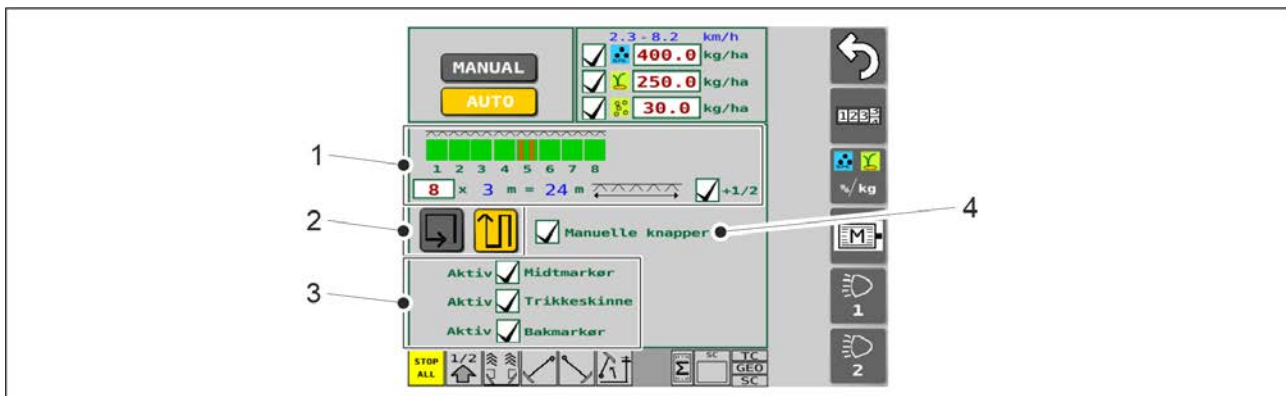 2.3 - 8.2 km/h
MANUAL
400.0 kg/ha
AUTO
250.0 kg/ha
30.0 kg/ha
1
1 2 3 4 5 6 7 8
8 x 3 m = 24 m +1/2
%/kg
2
Manuelle knapper
4
M
3
Aktiv Midtmarkør
Aktiv Trikkeskinne
Aktiv Bakmarkør
1
STOP ALL
1/2
Σ
SC
TC
GEO
SC
2